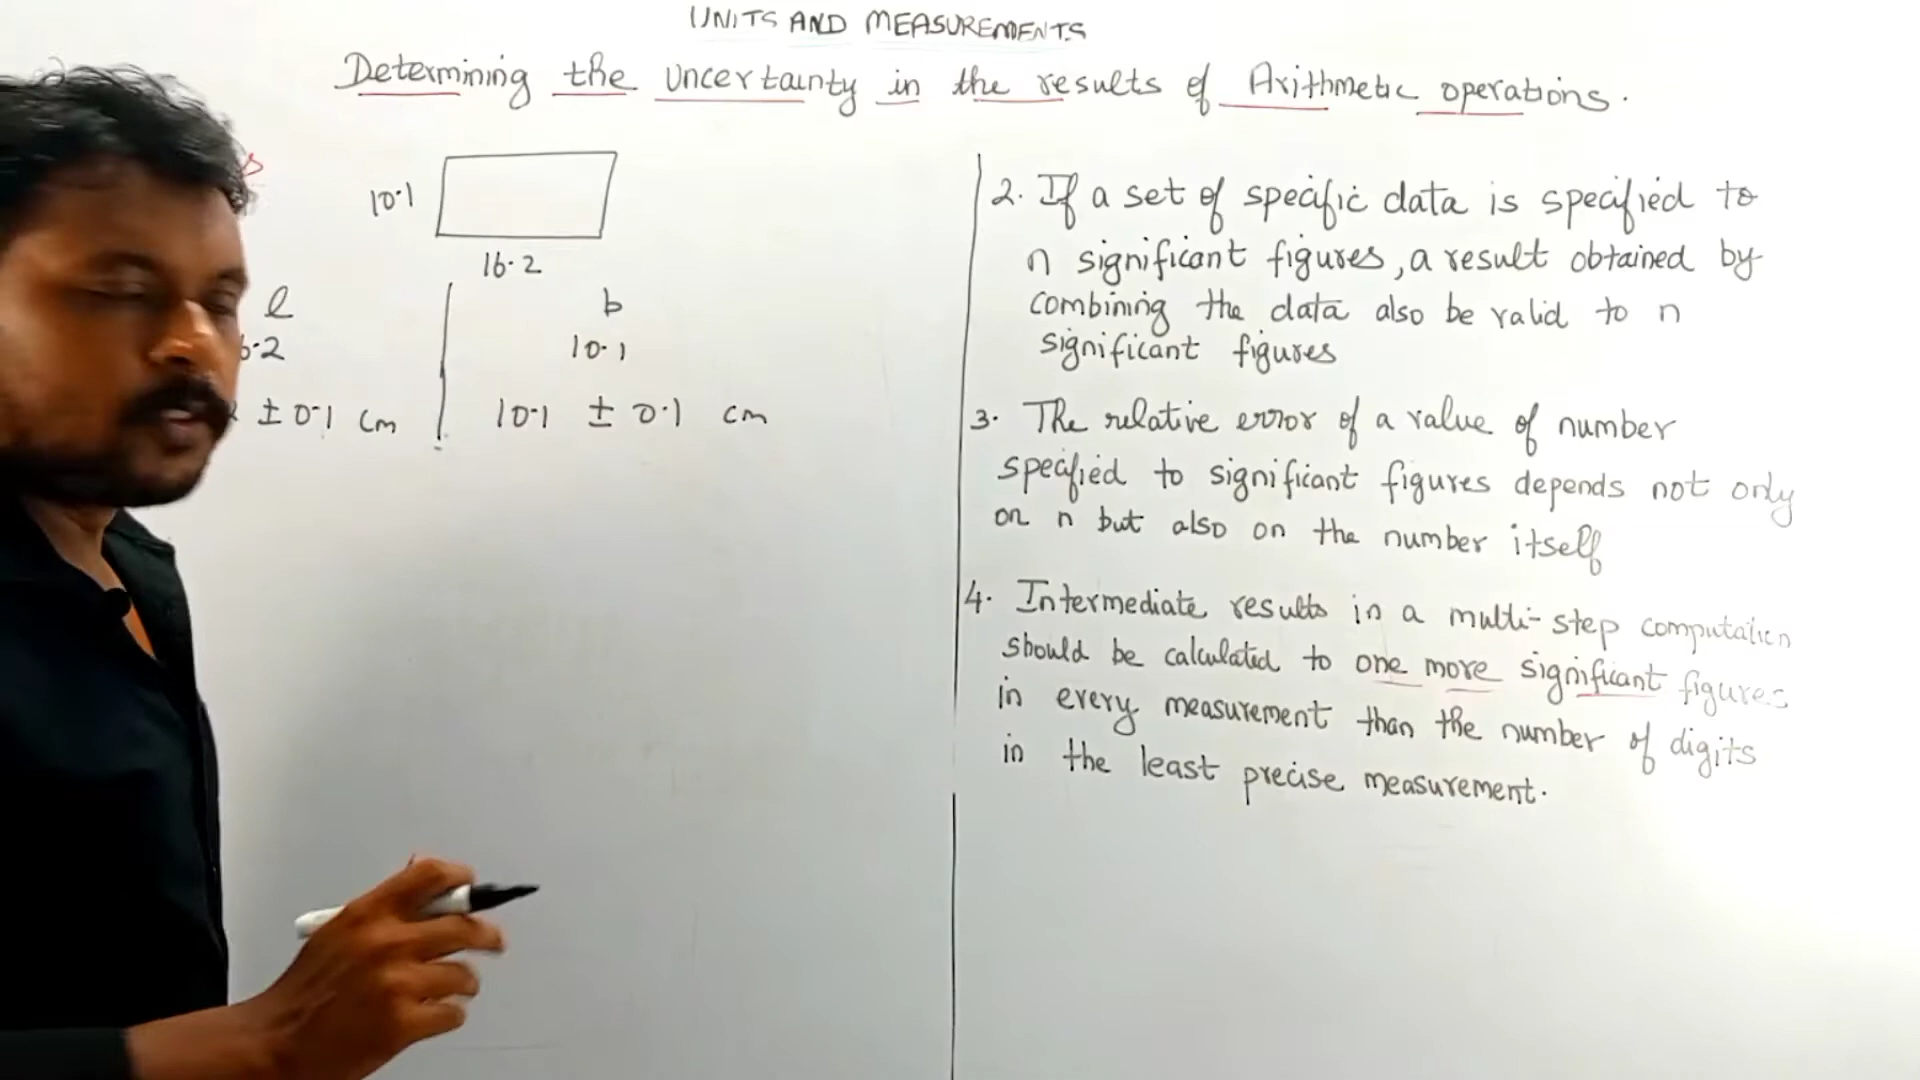 UNITS AND MEASUREMENTS
Determining the uncertainty in the results of Arithmetic operations.
10.1
16.2
l
b
6.2
10.1
± 0.1 cm
10.1 ± 0.1 cm
2. If a set of specific data is specified to
n significant figures, a result obtained by
combining the data also be valid to n
significant figures
3. The relative error of a value of number
specified to significant figures depends not only
on n but also on the number itself
4. Intermediate results in a multi-step computation
should be calculated to one more significant figures
in every measurement than the number of digits
in the least precise measurement.